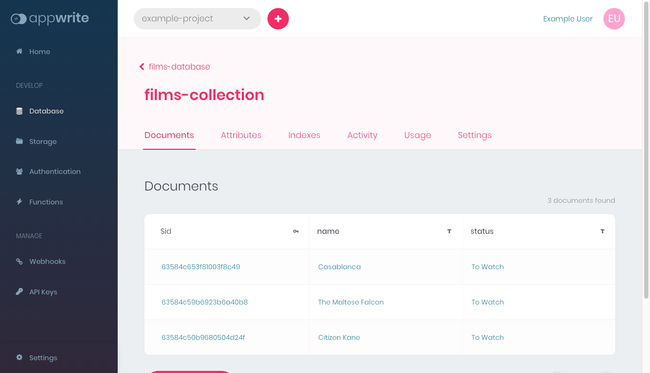 appwrite
example-project
Example User
EU
Home
DEVELOP
Database
Storage
Authentication
Functions
MANAGE
Webhooks
API Keys
Settings
films-database
films-collection
Documents Attributes Indexes Activity Usage Settings
Documents
3 documents found
$id name status
63584c653f81003f8c49 Casablanca To Watch
63584c59b6923b6a40b8 The Maltese Falcon To Watch
63584c50b9680504d24f Citizen Kane To Watch